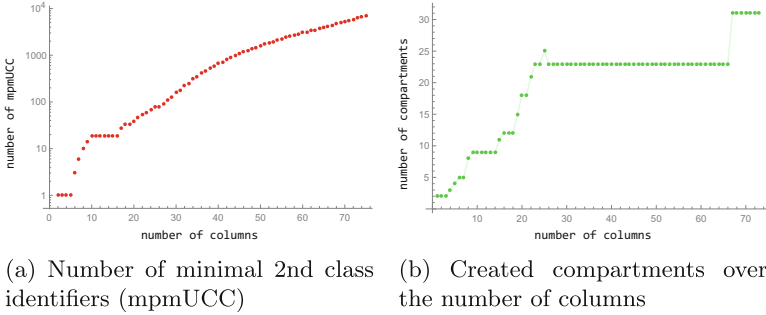 10⁴
1000
100
10
1
0 10 20 30 40 50 60 70
number of mpmUCC
number of columns
30
25
20
15
10
5
10 20 30 40 50 60 70
number of compartments
number of columns
(a) Number of minimal 2nd class
identifiers (mpmUCC)
(b) Created compartments over
the number of columns